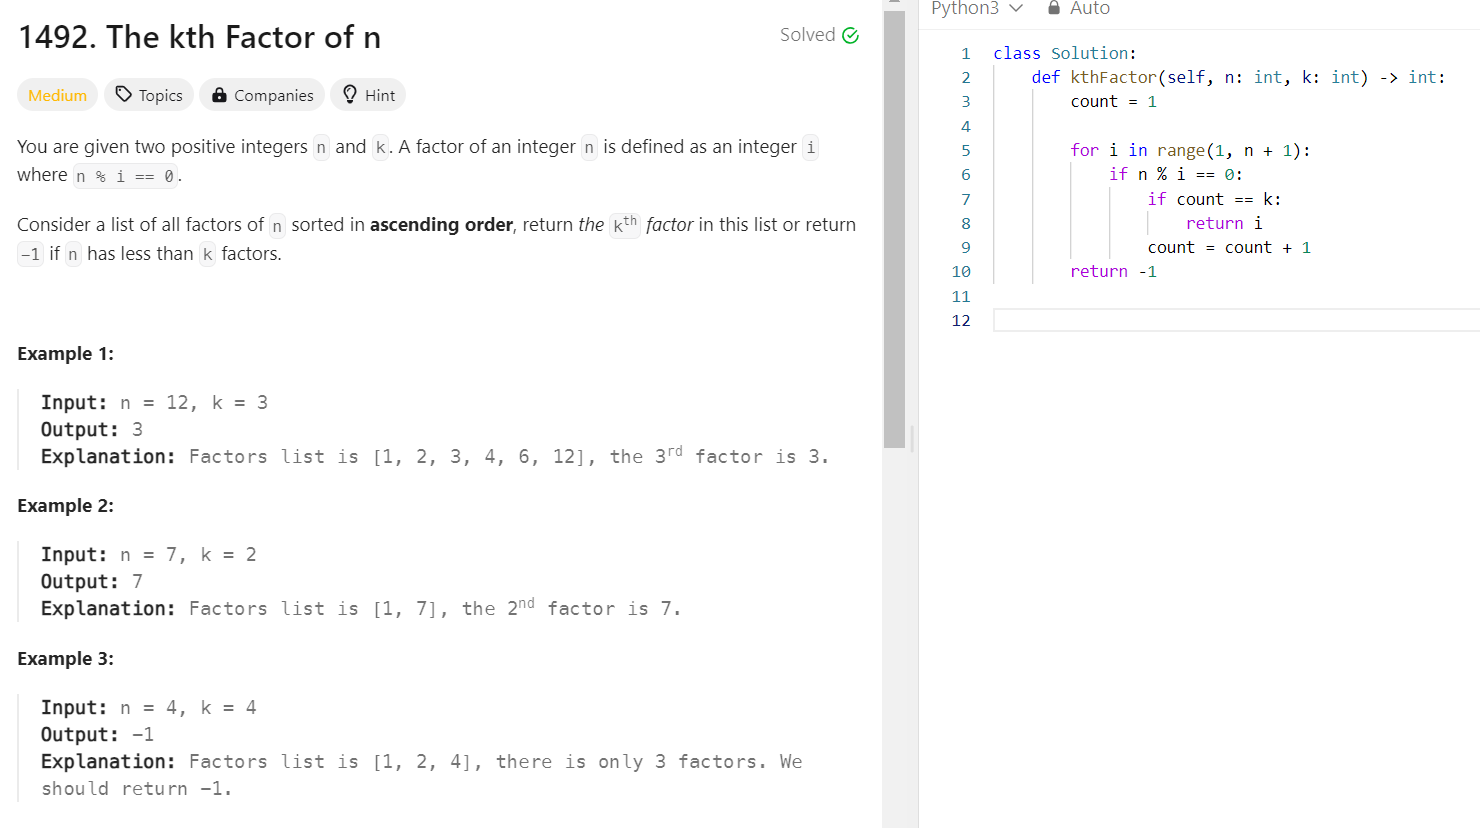 1492. The kth Factor of n
Solved
Medium
Topics
Companies
Hint
You are given two positive integers n and k. A factor of an integer n is defined as an integer i
where n % i == 0.
Consider a list of all factors of n sorted in ascending order, return the kth factor in this list or return
-1 if n has less than k factors.
Example 1:
Input: n = 12, k = 3
Output: 3
Explanation: Factors list is [1, 2, 3, 4, 6, 12], the 3rd factor is 3.
Example 2:
Input: n = 7, k = 2
Output: 7
Explanation: Factors list is [1, 7], the 2nd factor is 7.
Example 3:
Input: n = 4, k = 4
Output: -1
Explanation: Factors list is [1, 2, 4], there is only 3 factors. We
should return -1.
Python3
Auto
1 class Solution:
2     def kthFactor(self, n: int, k: int) -> int:
3         count = 1
4
5         for i in range(1, n + 1):
6             if n % i == 0:
7                 if count == k:
8                     return i
9                 count = count + 1
10         return -1
11
12